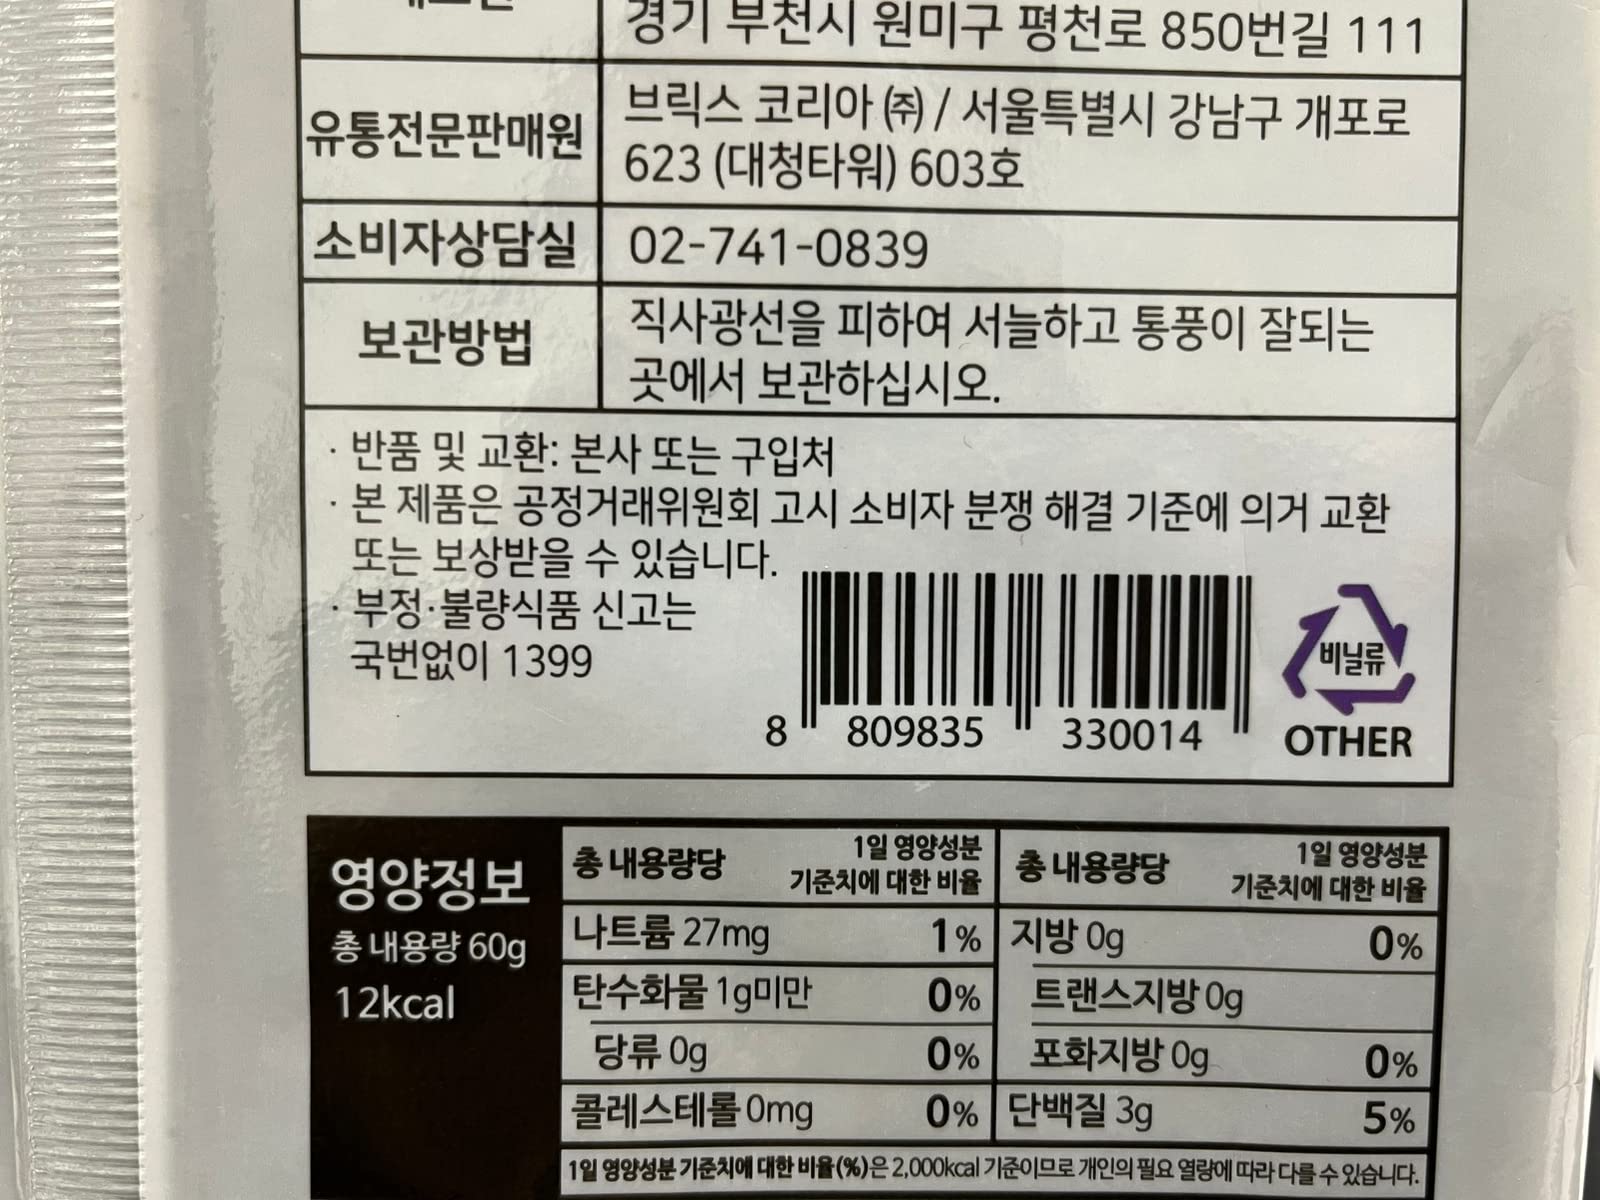 경기 부천시 원미구 평천로 850번길 111
유통전문판매원
브릭스 코리아 ㈜ / 서울특별시 강남구 개포로
623 (대청타워) 603호
소비자상담실
02-741-0839
보관방법
직사광선을 피하여 서늘하고 통풍이 잘되는
곳에서 보관하십시오.
· 반품 및 교환: 본사 또는 구입처
· 본 제품은 공정거래위원회 고시 소비자 분쟁 해결 기준에 의거 교환
또는 보상받을 수 있습니다.
· 부정·불량식품 신고는
국번없이 1399
8 809835 330014
비닐류
OTHER
영양정보
총 내용량 60g
12kcal
총 내용량당 1일 영양성분 기준치에 대한 비율
나트륨 27mg 1%
탄수화물 1g미만 0%
당류 0g 0%
콜레스테롤 0mg 0%
총 내용량당 1일 영양성분 기준치에 대한 비율
지방 0g 0%
트랜스지방 0g
포화지방 0g 0%
단백질 3g 5%
1일 영양성분 기준치에 대한 비율(%)은 2,000kcal 기준이므로 개인의 필요 열량에 따라 다를 수 있습니다.